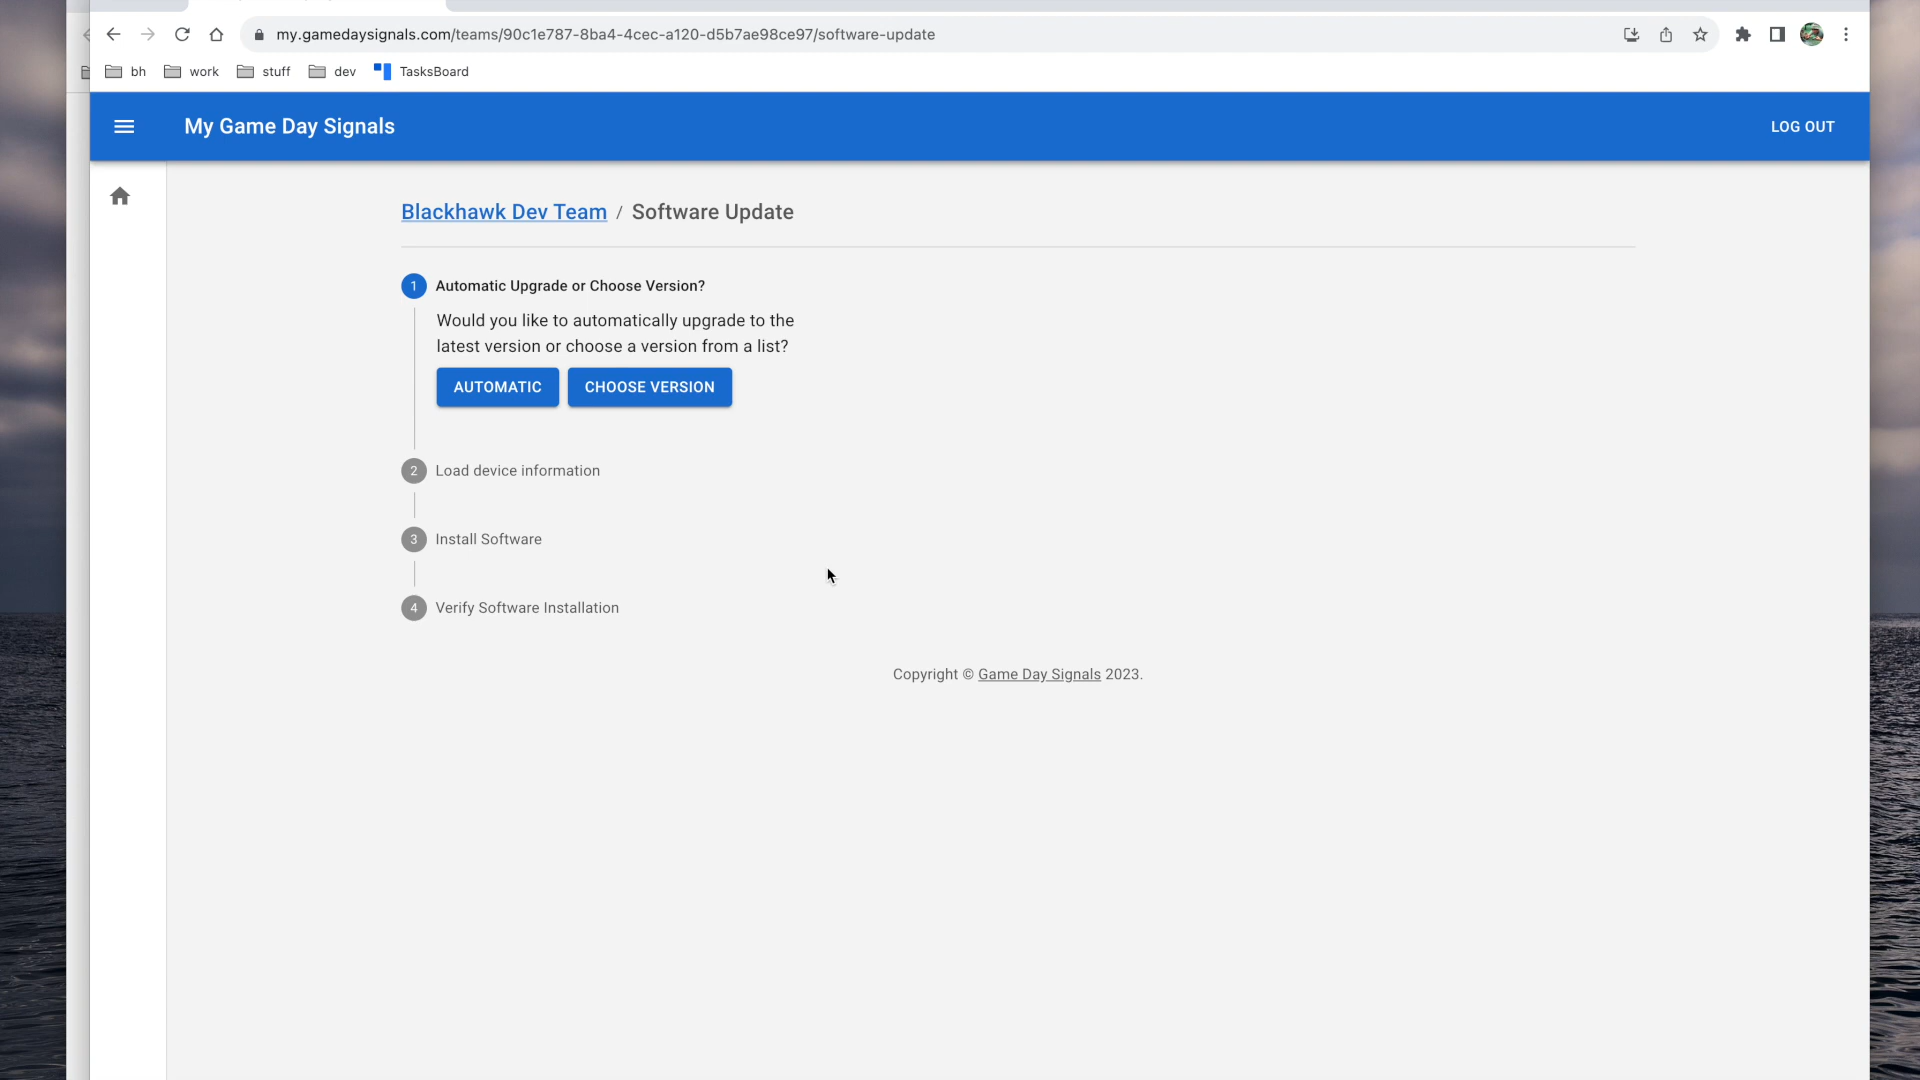 my.gamedaysignals.com/teams/90c1e787-8ba4-4cec-a120-d5b7ae98ce97/software-update
bh work stuff dev TasksBoard
My Game Day Signals LOG OUT
Blackhawk Dev Team / Software Update
1 Automatic Upgrade or Choose Version?
Would you like to automatically upgrade to the
latest version or choose a version from a list?
AUTOMATIC CHOOSE VERSION
2 Load device information
3 Install Software
4 Verify Software Installation
Copyright © Game Day Signals 2023.